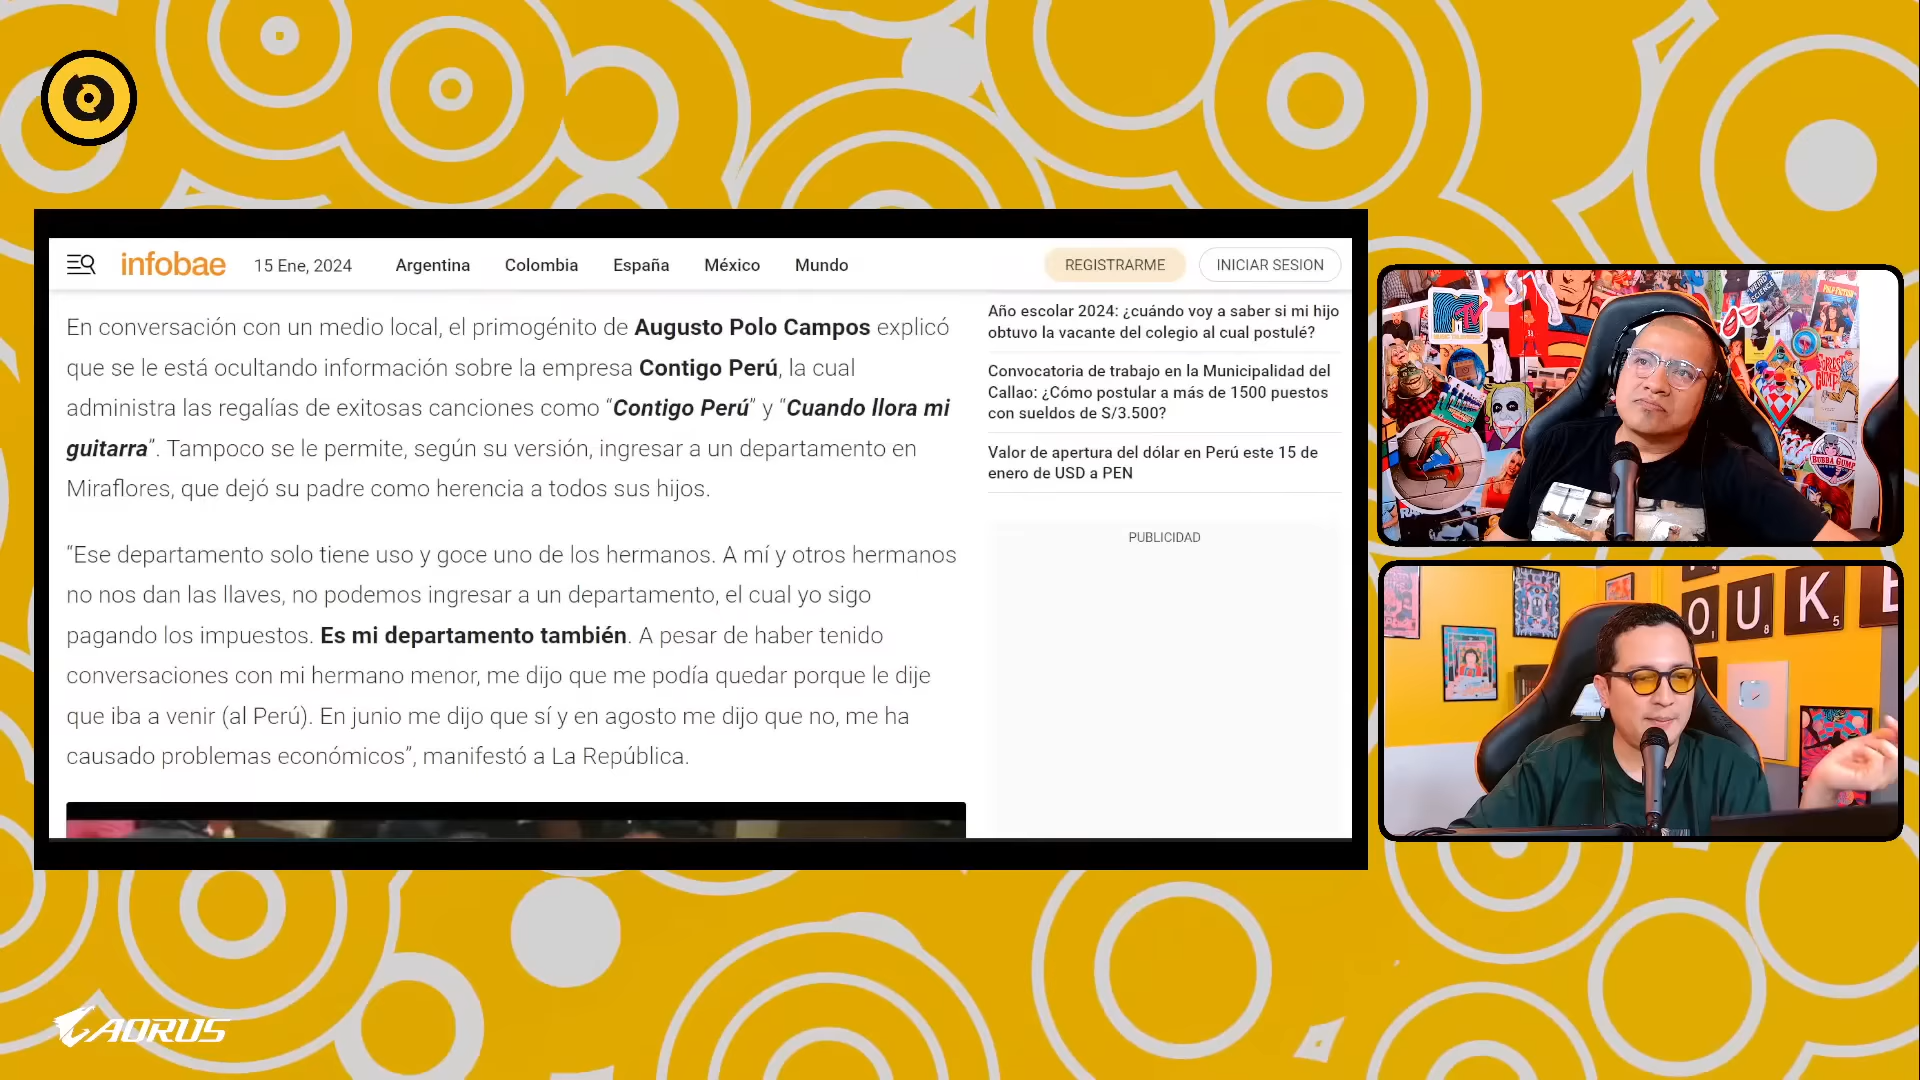 infobae 15 Ene, 2024 Argentina Colombia España México Mundo REGISTRARME INICIAR SESION
En conversación con un medio local, el primogénito de Augusto Polo Campos explicó
que se le está ocultando información sobre la empresa Contigo Perú, la cual
administra las regalías de exitosas canciones como “Contigo Perú” y “Cuando llora mi
guitarra”. Tampoco se le permite, según su versión, ingresar a un departamento en
Miraflores, que dejó su padre como herencia a todos sus hijos.
“Ese departamento solo tiene uso y goce uno de los hermanos. A mí y otros hermanos
no nos dan las llaves, no podemos ingresar a un departamento, el cual yo sigo
pagando los impuestos. Es mi departamento también. A pesar de haber tenido
conversaciones con mi hermano menor, me dijo que me podía quedar porque le dije
que iba a venir (al Perú). En junio me dijo que sí y en agosto me dijo que no, me ha
causado problemas económicos”, manifestó a La República.
Año escolar 2024: ¿cuándo voy a saber si mi hijo
obtuvo la vacante del colegio al cual postulé?
Convocatoria de trabajo en la Municipalidad del
Callao: ¿Cómo postular a más de 1500 puestos
con sueldos de S/3.500?
Valor de apertura del dólar en Perú este 15 de
enero de USD a PEN
PUBLICIDAD
WEIRD SCIENCE
PULP FICTION
BUBBA GUMP
O U K E
8 5
AORUS